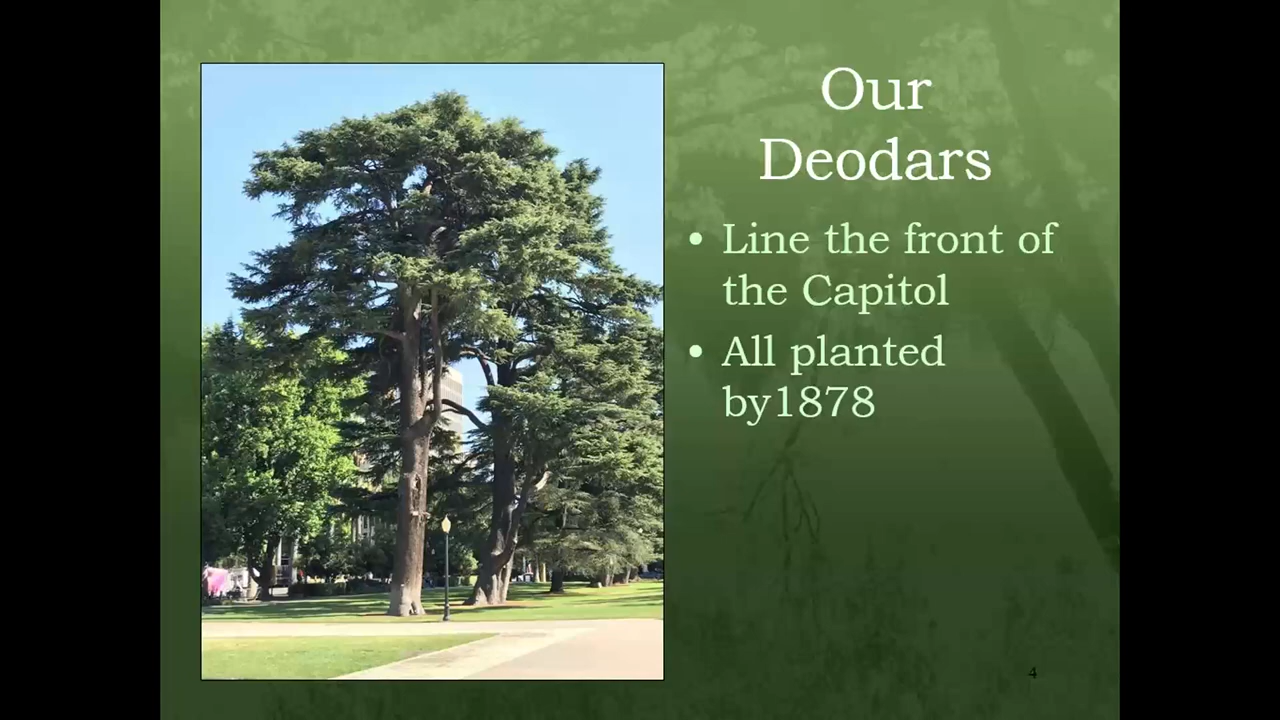 Our
Deodars
• Line the front of
the Capitol
• All planted
by1878
4